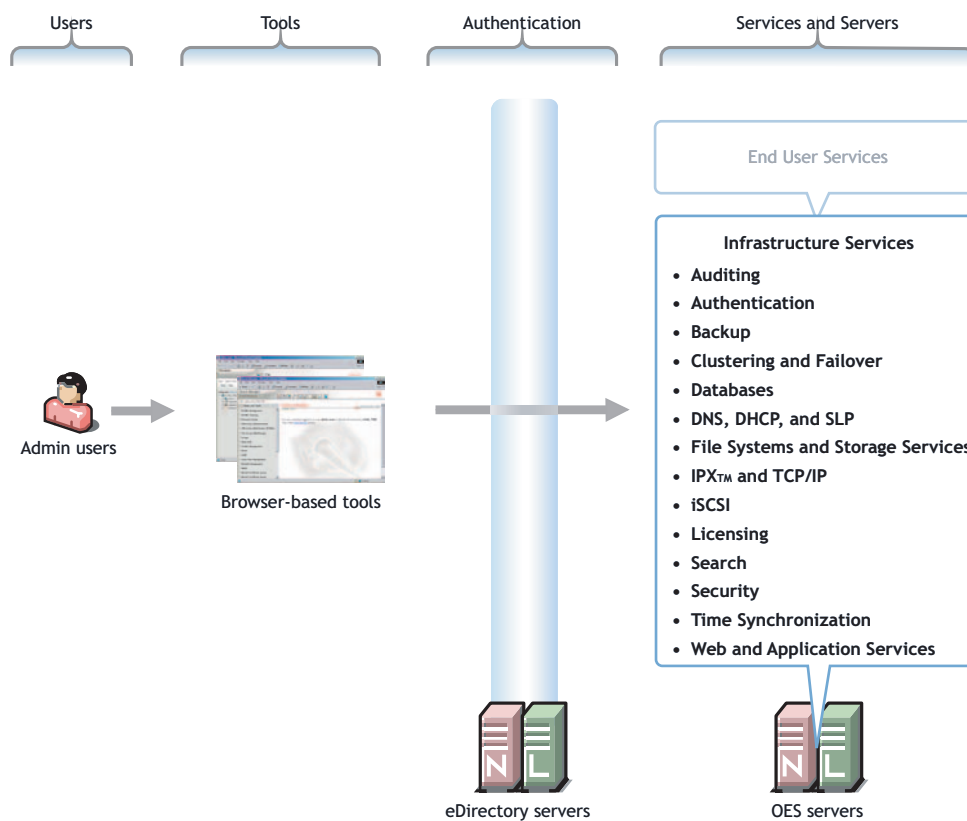 Users
Tools
Authentication
Services and Servers
End User Services
Infrastructure Services
• Auditing
• Authentication
• Backup
• Clustering and Failover
• Databases
• DNS, DHCP, and SLP
• File Systems and Storage Services
• IPX™ and TCP/IP
• iSCSI
• Licensing
• Search
• Security
• Time Synchronization
• Web and Application Services
Admin users
Browser-based tools
N L
eDirectory servers
N L
OES servers